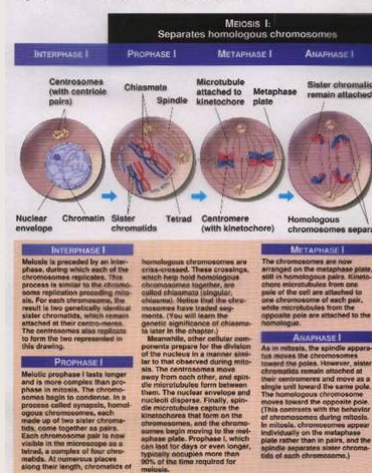 MEIOSIS I:
Separates homologous chromosomes
INTERPHASE I
PROPHASE I
METAPHASE I
ANAPHASE I
Centrosomes
(with centriole
pairs)
Chiasmata
Spindle
Microtubule
attached to
kinetochore
Metaphase
plate
Sister chromatid
remain attached
Nuclear
envelope
Chromatin
Sister
chromatids
Tetrad
Centromere
(with kinetochore)
Homologous
chromosomes separa
INTERPHASE I
Meiosis is preceded by an inter-
phase, during which each of the
chromosomes replicates. This
process is similar to the chromo-
some replication preceding mito-
sis. For each chromosome, the
result is two genetically identical
sister chromatids, which remain
attached at their centro-meres.
The centrosomes also replicate
to form the two represented in
this drawing.
PROPHASE I
Meiotic prophase I lasts longer
and is more complex than pro-
phase in mitosis. The chromo-
somes begin to condense. In a
process called synapsis, homol-
ogous chromosomes, each
made up of two sister chroma-
tids, come together as pairs.
Each chromosome pair is now
visible in the microscope as a
tetrad, a complex of four chro-
matids. At numerous places
along their length, chromatids of
homologous chromosomes are
criss-crossed. These crossings,
which help hold homologous
chromosomes together, are
called chiasmata (singular,
chiasma). Notice that the chro-
mosomes have traded seg-
ments. (You will learn the
genetic significance of chiasma-
ta later in the chapter.)
Meanwhile, other cellular com-
ponents prepare for the division
of the nucleus in a manner simi-
lar to that observed during mito-
sis. The centrosomes move
away from each other, and spin-
dle microtubules form between
them. The nuclear envelope and
nucleoli disperse. Finally, spin-
dle microtubules capture the
kinetochores that form on the
chromosomes, and the chromo-
somes begin moving to the met-
aphase plate. Prophase I, which
can last for days or even longer,
typically occupies more than
90% of the time required for
meiosis.
METAPHASE I
The chromosomes are now
arranged on the metaphase plate,
still in homologous pairs. Kineto-
chore microtubules from one
pole of the cell are attached to
one chromosome of each pair,
while microtubules from the
opposite pole are attached to the
homologue.
ANAPHASE I
As in mitosis, the spindle appara-
tus moves the chromosomes
toward the poles. However, sister
chromatids remain attached at
their centromeres and move as a
single unit toward the same pole.
The homologous chromosome
moves toward the opposite pole.
(This contrasts with the behavior
of chromosomes during mitosis.
In mitosis, chromosomes appear
individually on the metaphase
plate rather than in pairs, and the
spindle separates sister chroma-
tids of each chromosome.)